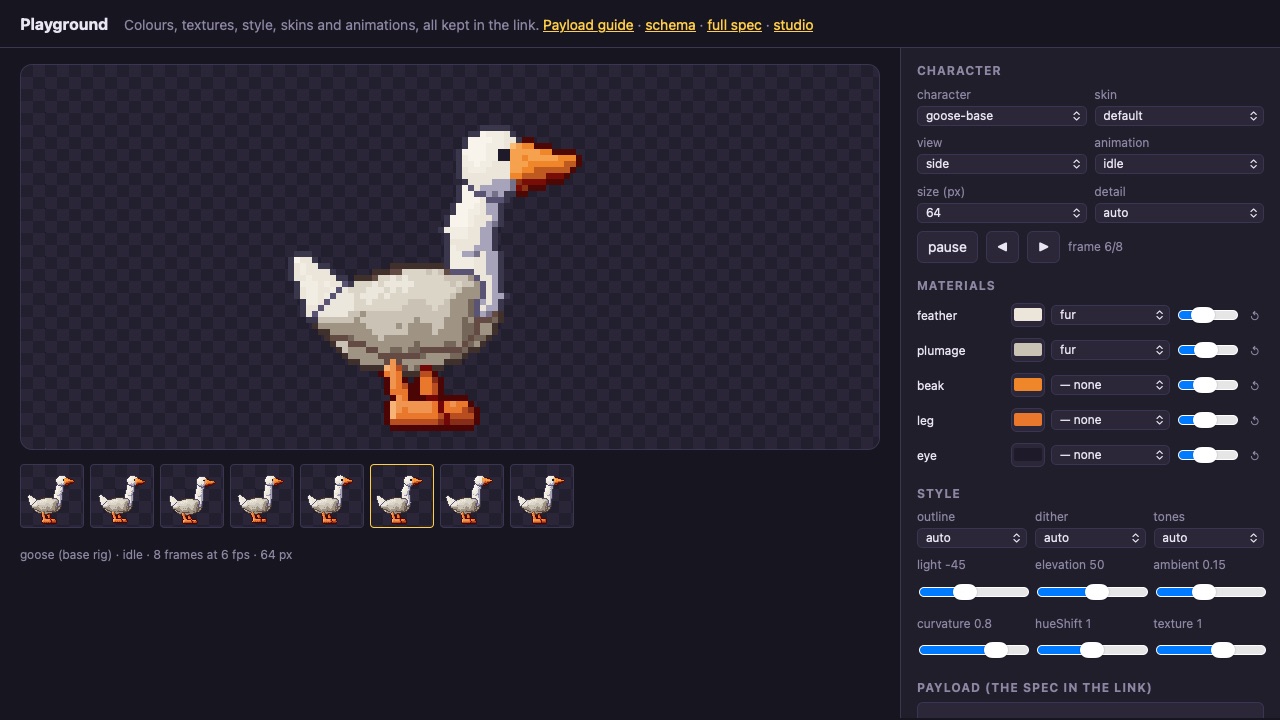 Playground Colours, textures, style, skins and animations, all kept in the link. Payload guide · schema · full spec · studio
CHARACTER
character skin
goose-base default
view animation
side idle
size (px) detail
64 auto
pause ◀ ▶ frame 6/8
MATERIALS
feather fur
plumage fur
beak — none
leg — none
eye — none
STYLE
outline dither tones
auto auto auto
light -45 elevation 50 ambient 0.15
curvature 0.8 hueShift 1 texture 1
PAYLOAD (THE SPEC IN THE LINK)
goose (base rig) · idle · 8 frames at 6 fps · 64 px